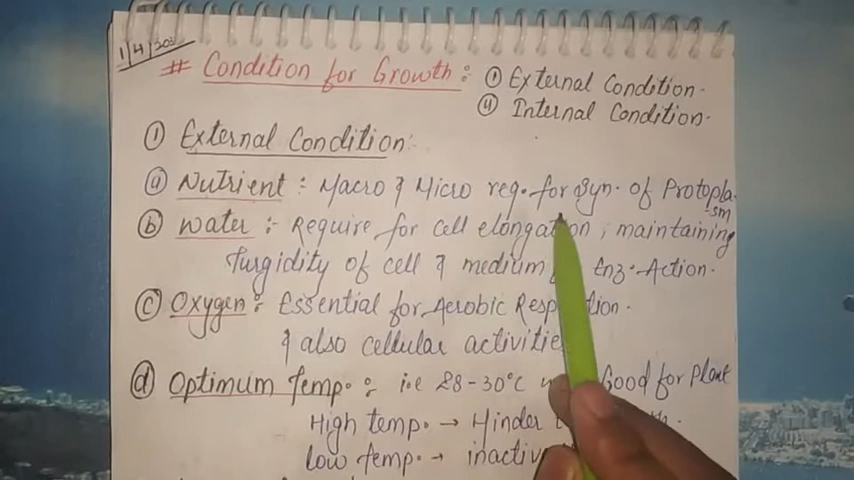 1/4/20
# Condition for Growth : ① External Condition.
② Internal Condition.
① External Condition:
ⓐ Nutrient :- Macro & Micro req. for Syn. of Protopla-
-sm
ⓑ Water :- Require for cell elongation , maintaining
Turgidity of cell & medium Enz. Action.
ⓒ Oxygen : Essential for Aerobic Respiration.
& also cellular activitie
ⓓ Optimum Temp. : i.e 28-30°C Good for Plant
High temp. → Hinder
Low temp. → inactiv